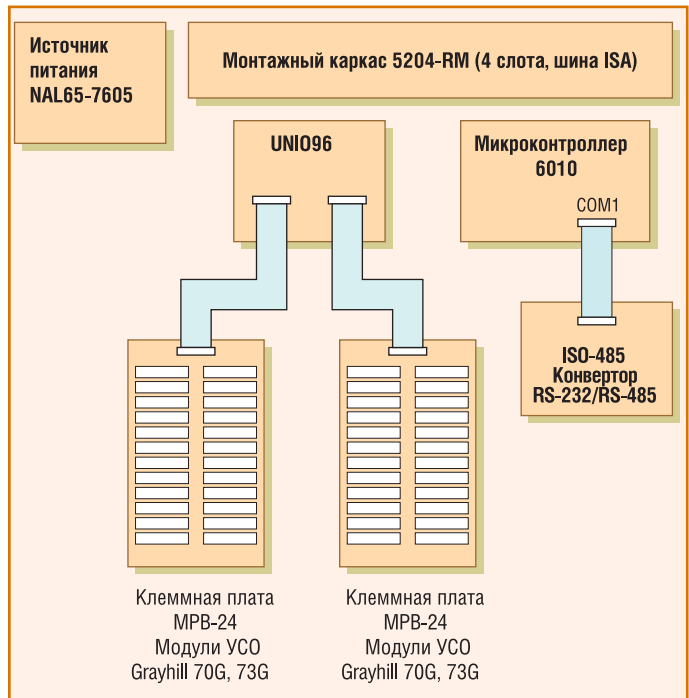 Источник
питания
NAL65-7605
Монтажный каркас 5204-RM (4 слота, шина ISA)
UNIO96
Микроконтроллер
6010
COM1
ISO-485
Конвертор
RS-232/RS-485
Клеммная плата
МРВ-24
Модули УСО
Grayhill 70G, 73G
Клеммная плата
МРВ-24
Модули УСО
Grayhill 70G, 73G